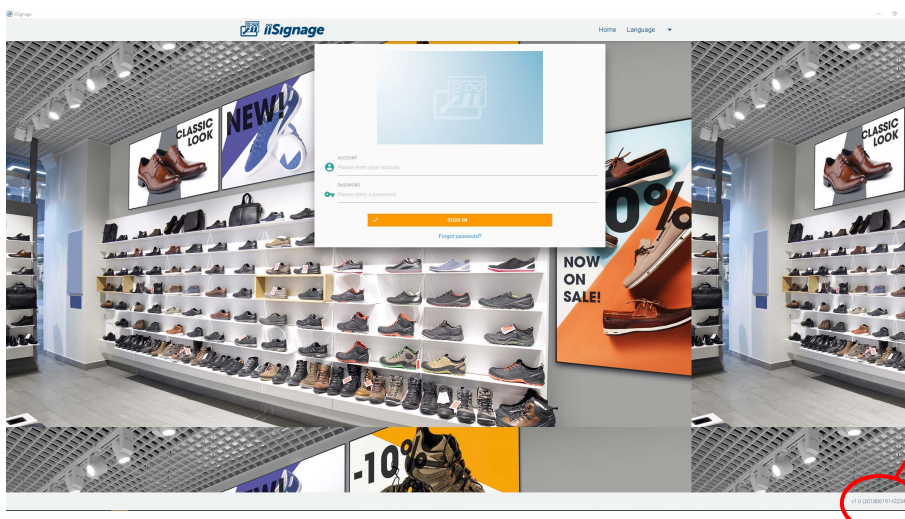 iiSignage
iiSignage
Home Language
CLASSIC
LOOK
NEW!
ACCOUNT
Please enter your account
PASSWORD
Please enter a password
SIGN IN
Forgot password?
0%
NOW
ON
SALE!
CLASSIC
LOOK
-10%